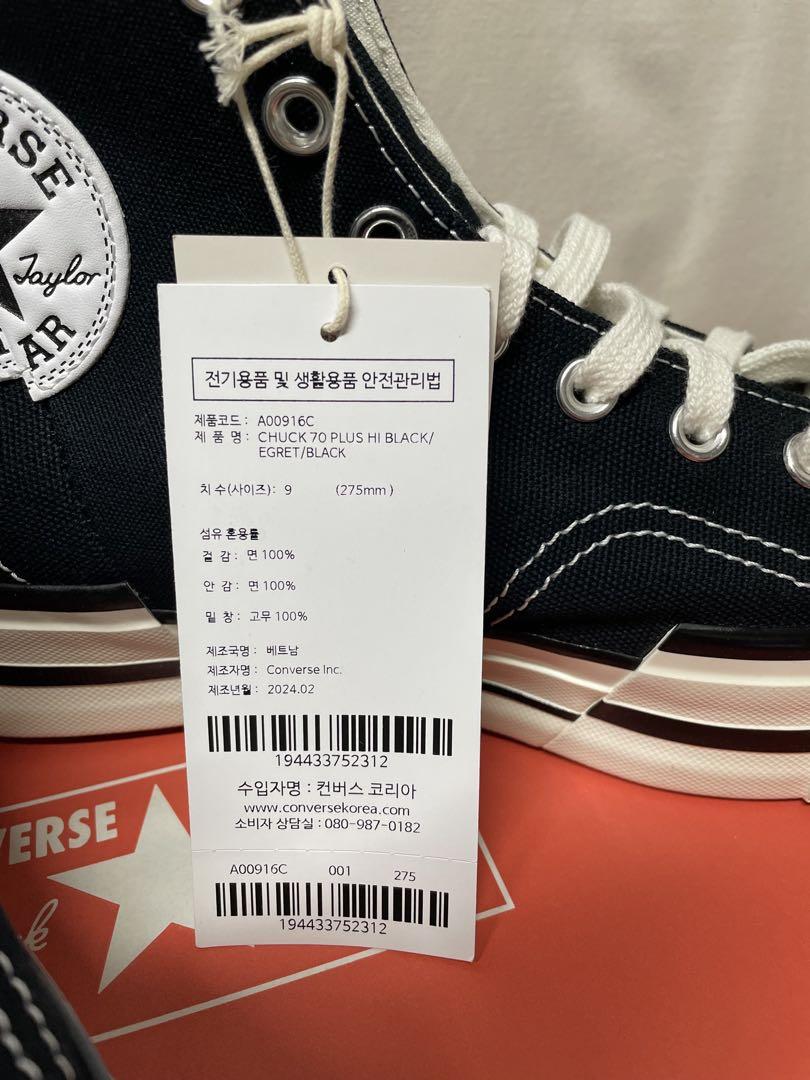 RSE
Taylor
AR
전기용품 및 생활용품 안전관리법
제품코드 : A00916C
제 품 명 : CHUCK 70 PLUS HI BLACK/
EGRET/BLACK
치 수(사이즈) : 9 (275mm )
섬유 혼용률
겉 감 : 면 100%
안 감 : 면 100%
밑 창 : 고무 100%
제조국명 : 베트남
제조자명 : Converse Inc.
제조년월 : 2024.02
194433752312
수입자명 : 컨버스 코리아
www.conversekorea.com
소비자 상담실 : 080-987-0182
A00916C 001 275
194433752312
VERSE